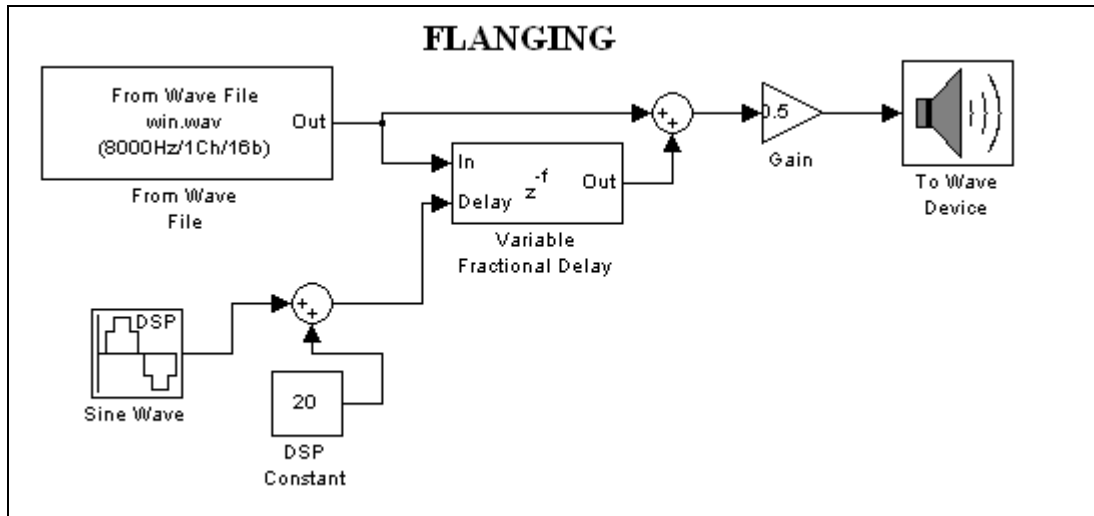 FLANGING
From Wave File
win.wav
(8000Hz/1Ch/16b)
Out
From Wave
File
+
+
0.5
Gain
To Wave
Device
In
Delay
z-f
Out
Variable
Fractional Delay
DSP
Sine Wave
+
+
20
DSP
Constant